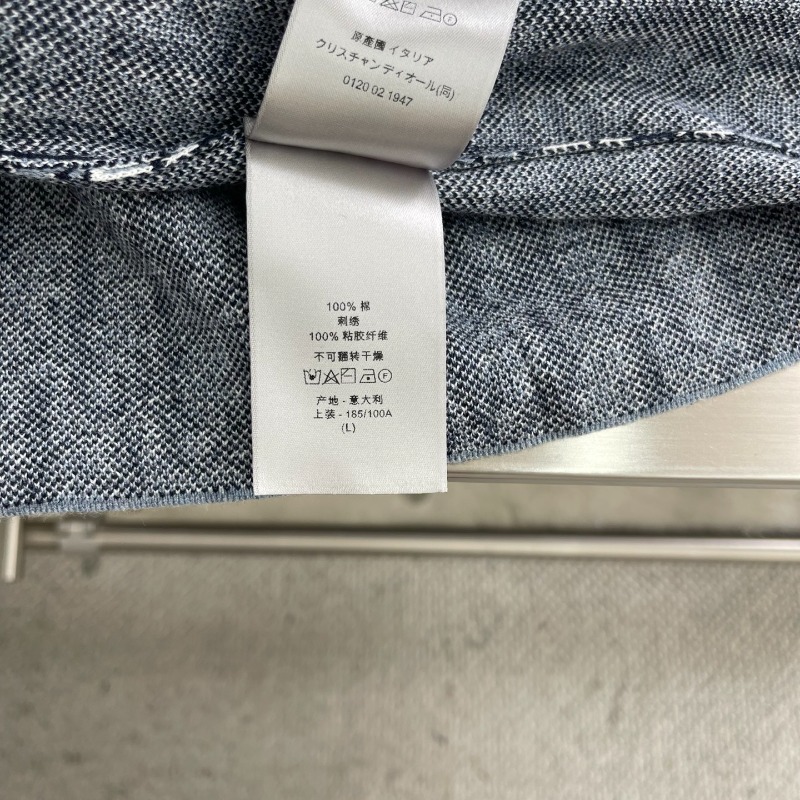 原産國 イタリア
クリスチャンディオール(同)
0120 02 1947
100% 棉
刺绣
100% 粘胶纤维
不可翻转干燥
F
产地 - 意大利
上装 - 185/100A
(L)